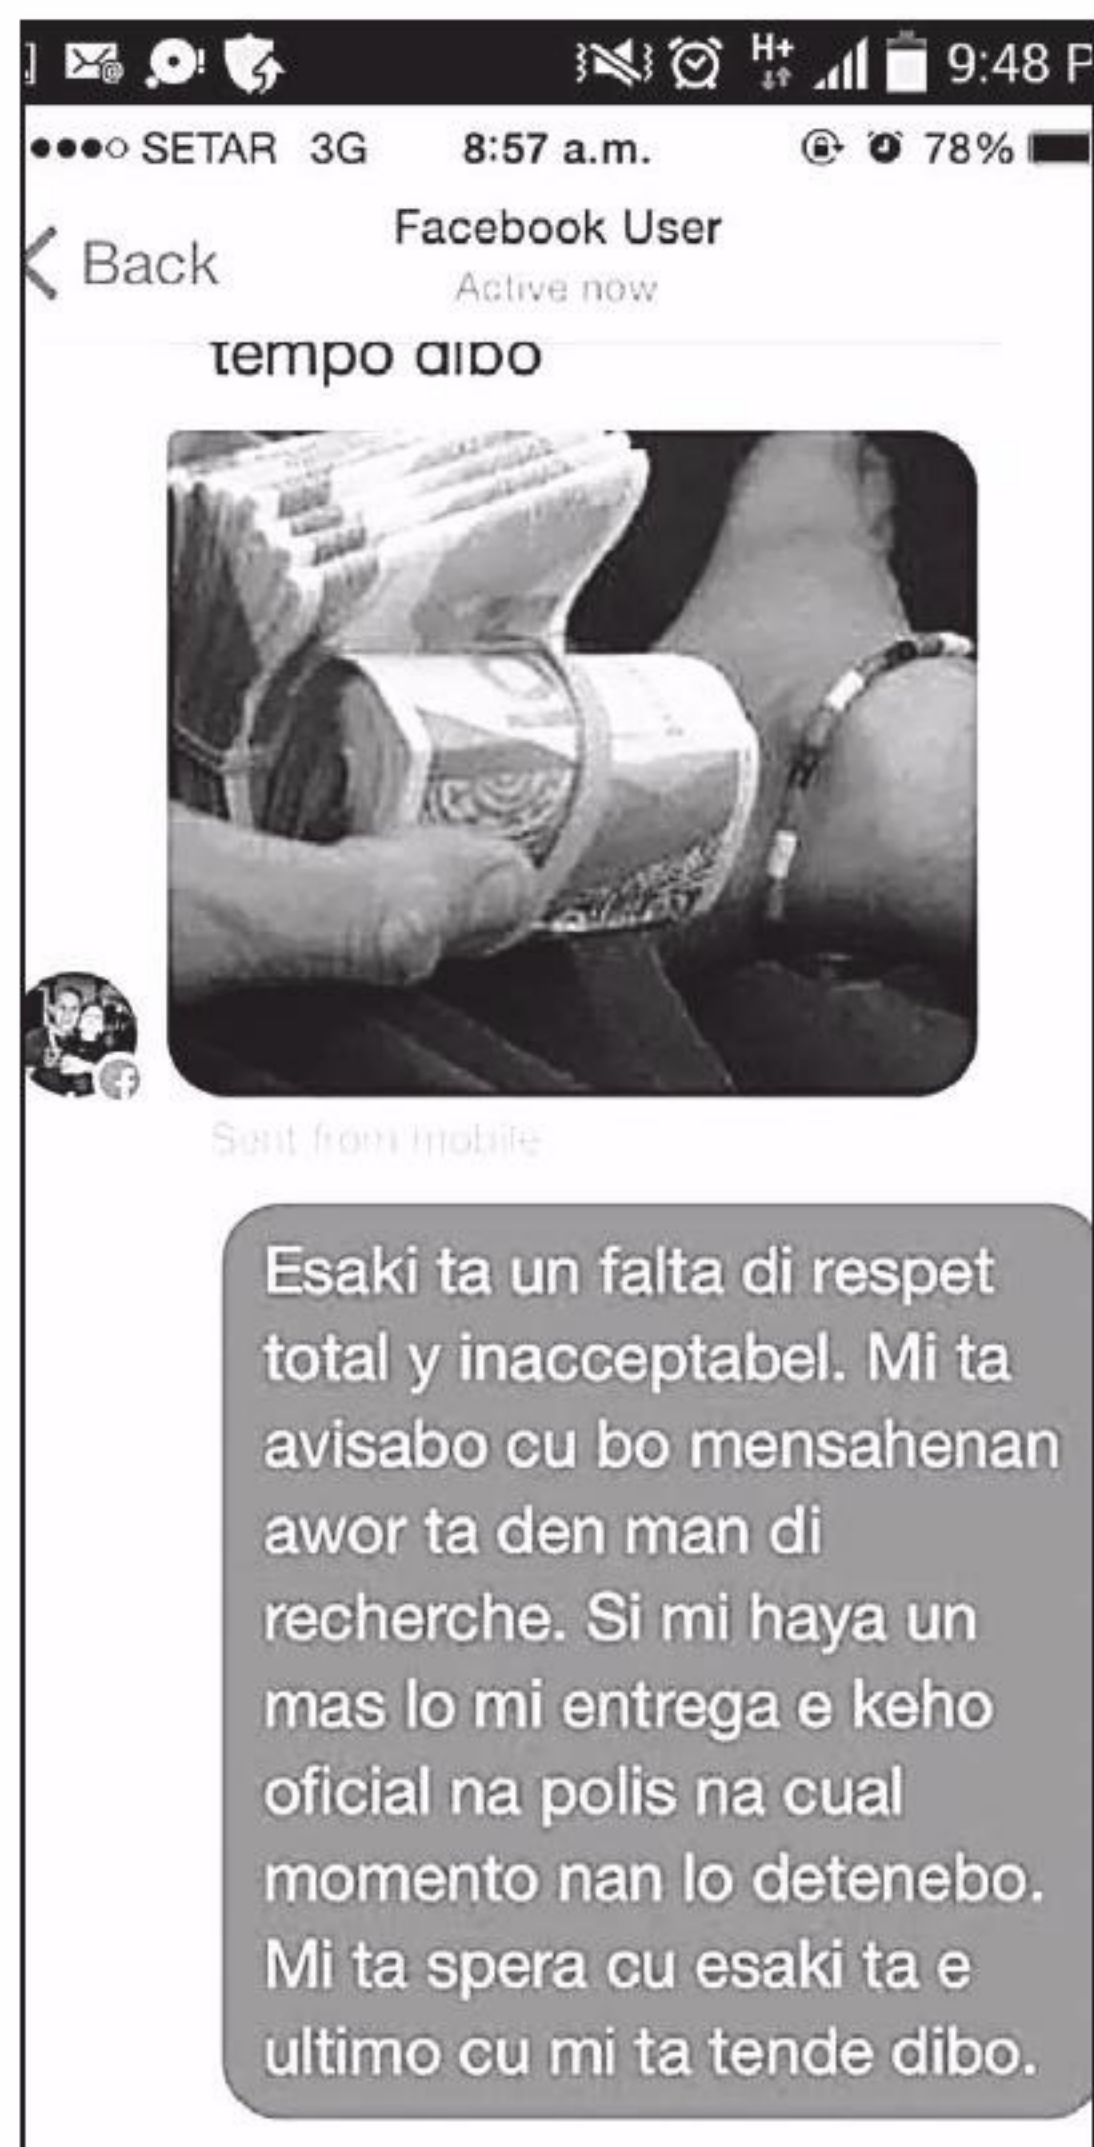 H+ 9:48 P
SETAR 3G 8:57 a.m. 78%
Back
Facebook User
Active now
tempo dibo
Sent from mobile
Esaki ta un falta di respet
total y inacceptabel. Mi ta
avisabo cu bo mensahenan
awor ta den man di
recherche. Si mi haya un
mas lo mi entrega e keho
oficial na polis na cual
momento nan lo detenebo.
Mi ta spera cu esaki ta e
ultimo cu mi ta tende dibo.